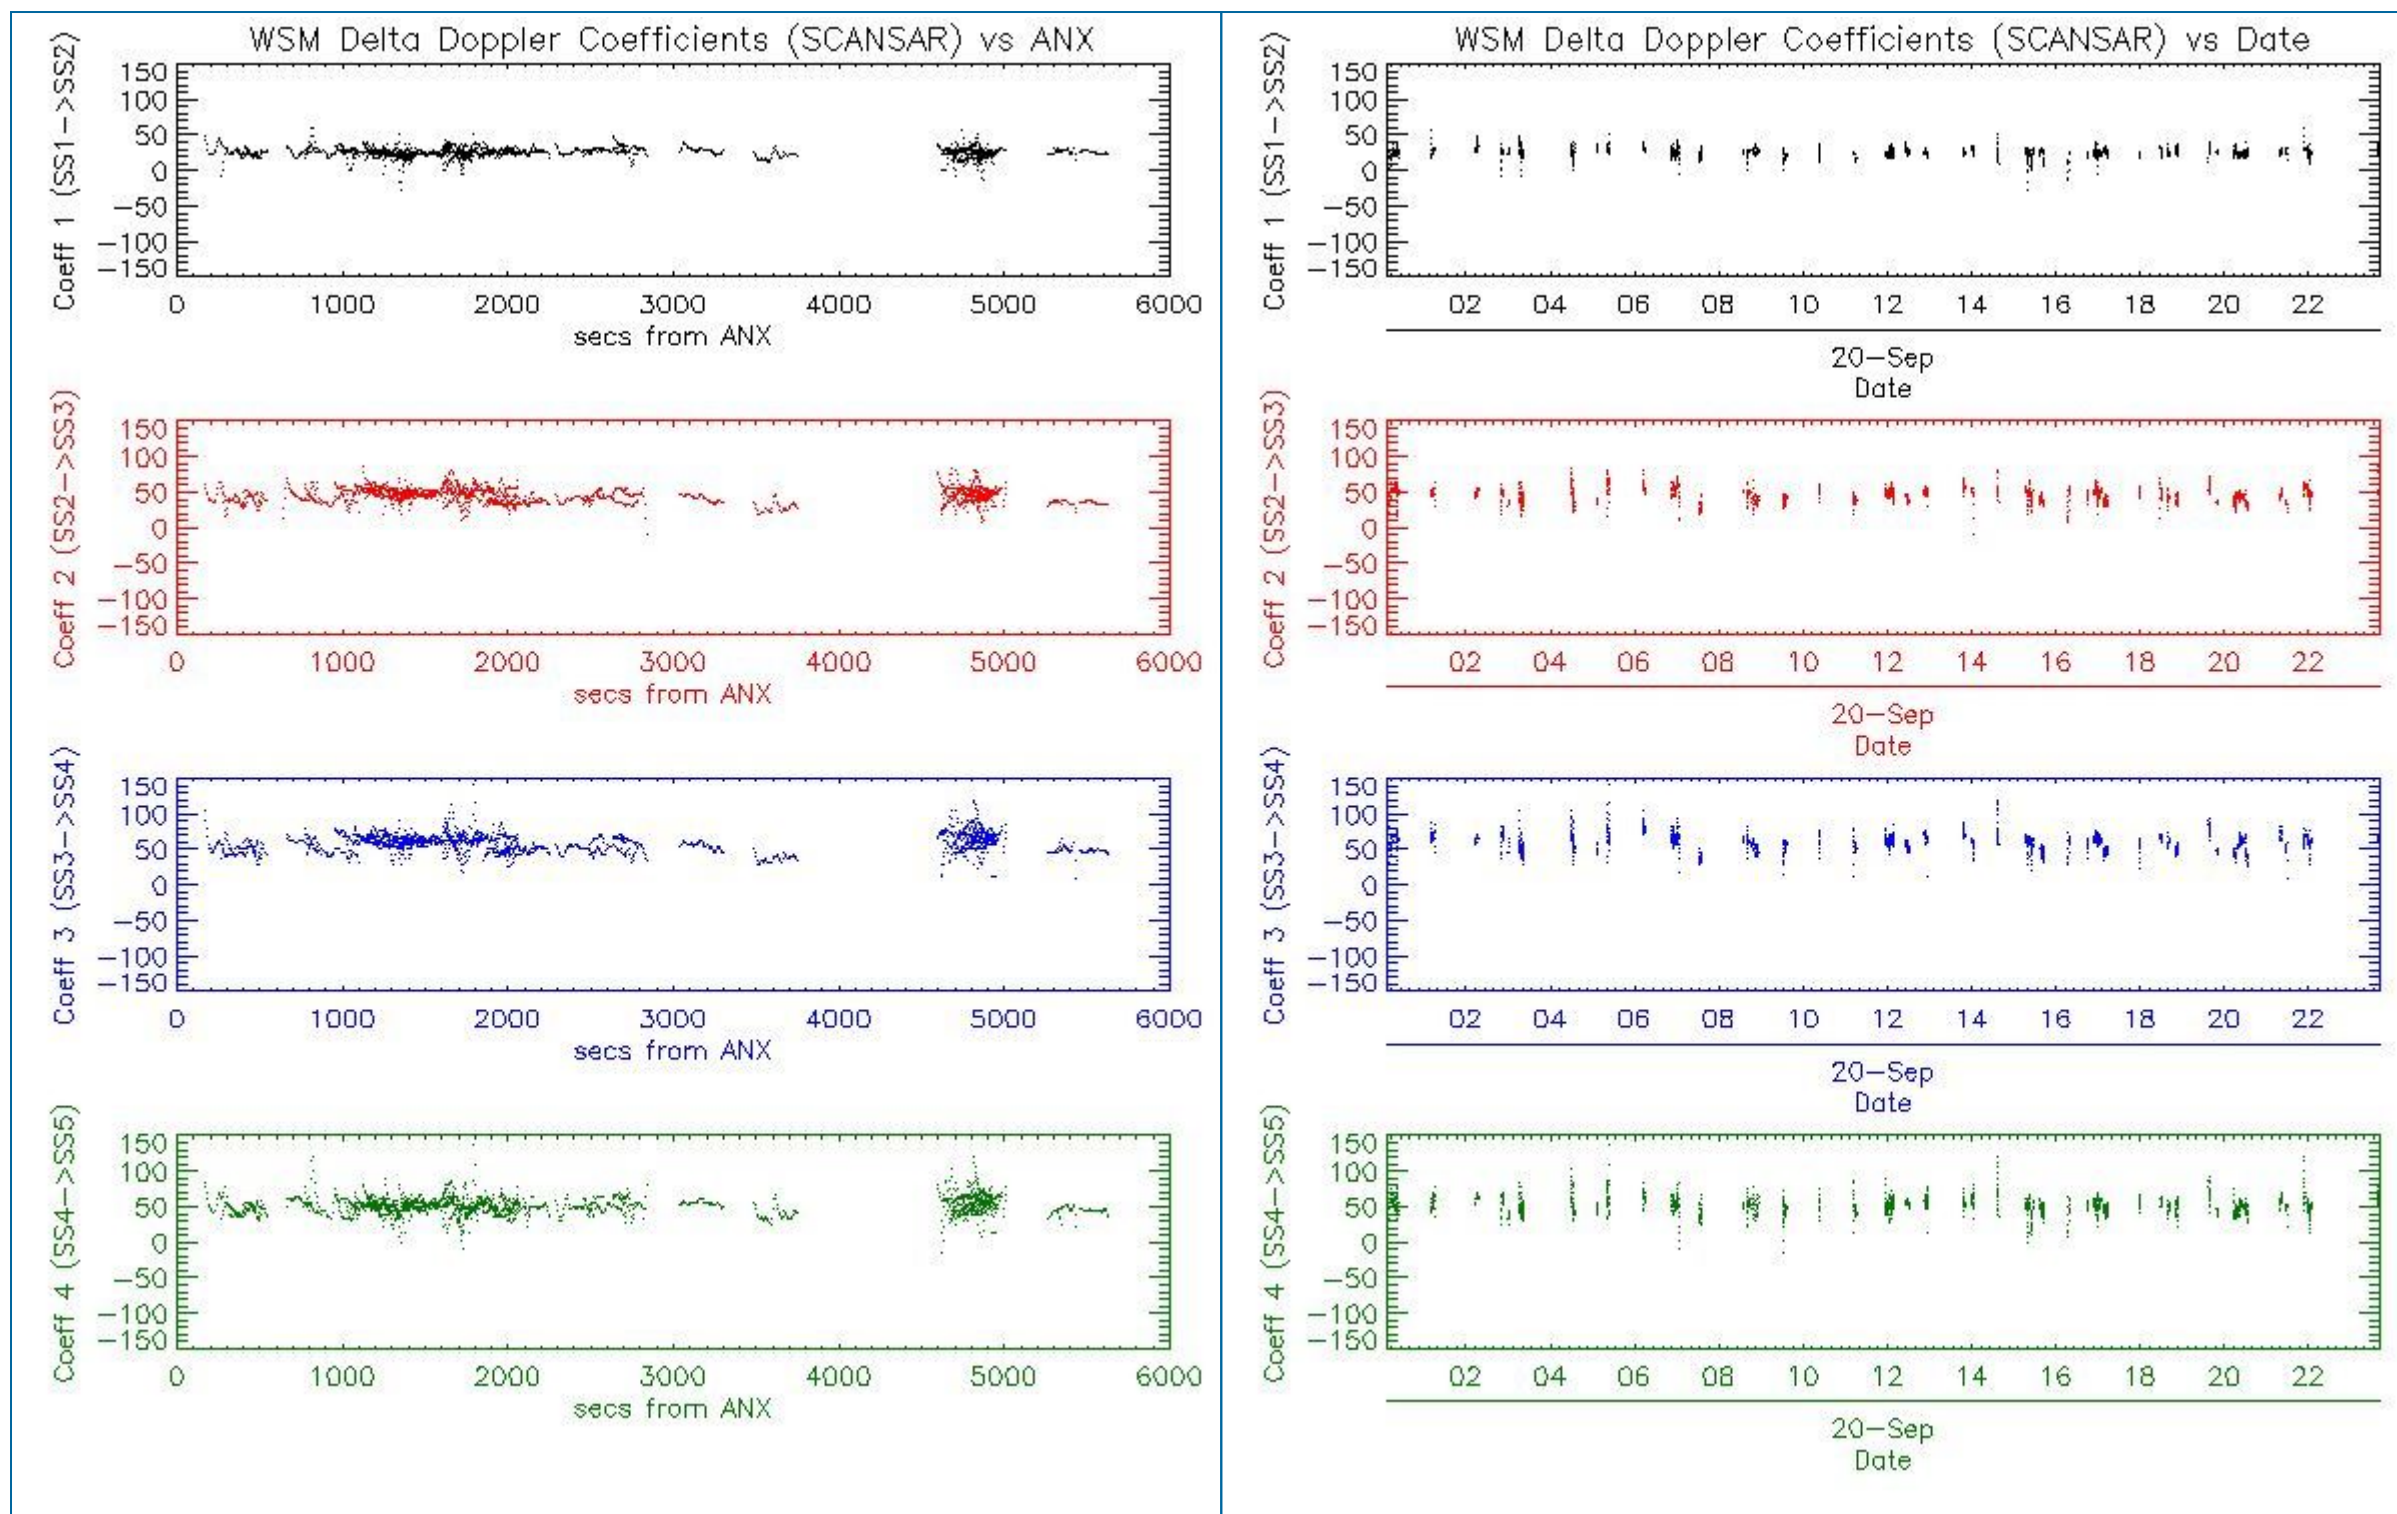 WSM Delta Doppler Coefficients (SCANSAR) vs ANX
Coeff 1 (SS1->SS2)
150
100
50
0
-50
-100
-150
0 1000 2000 3000 4000 5000 6000
secs from ANX
Coeff 2 (SS2->SS3)
150
100
50
0
-50
-100
-150
0 1000 2000 3000 4000 5000 6000
secs from ANX
Coeff 3 (SS3->SS4)
150
100
50
0
-50
-100
-150
0 1000 2000 3000 4000 5000 6000
secs from ANX
Coeff 4 (SS4->SS5)
150
100
50
0
-50
-100
-150
0 1000 2000 3000 4000 5000 6000
secs from ANX
WSM Delta Doppler Coefficients (SCANSAR) vs Date
Coeff 1 (SS1->SS2)
150
100
50
0
-50
-100
-150
02 04 06 08 10 12 14 16 18 20 22
20-Sep
Date
Coeff 2 (SS2->SS3)
150
100
50
0
-50
-100
-150
02 04 06 08 10 12 14 16 18 20 22
20-Sep
Date
Coeff 3 (SS3->SS4)
150
100
50
0
-50
-100
-150
02 04 06 08 10 12 14 16 18 20 22
20-Sep
Date
Coeff 4 (SS4->SS5)
150
100
50
0
-50
-100
-150
02 04 06 08 10 12 14 16 18 20 22
20-Sep
Date